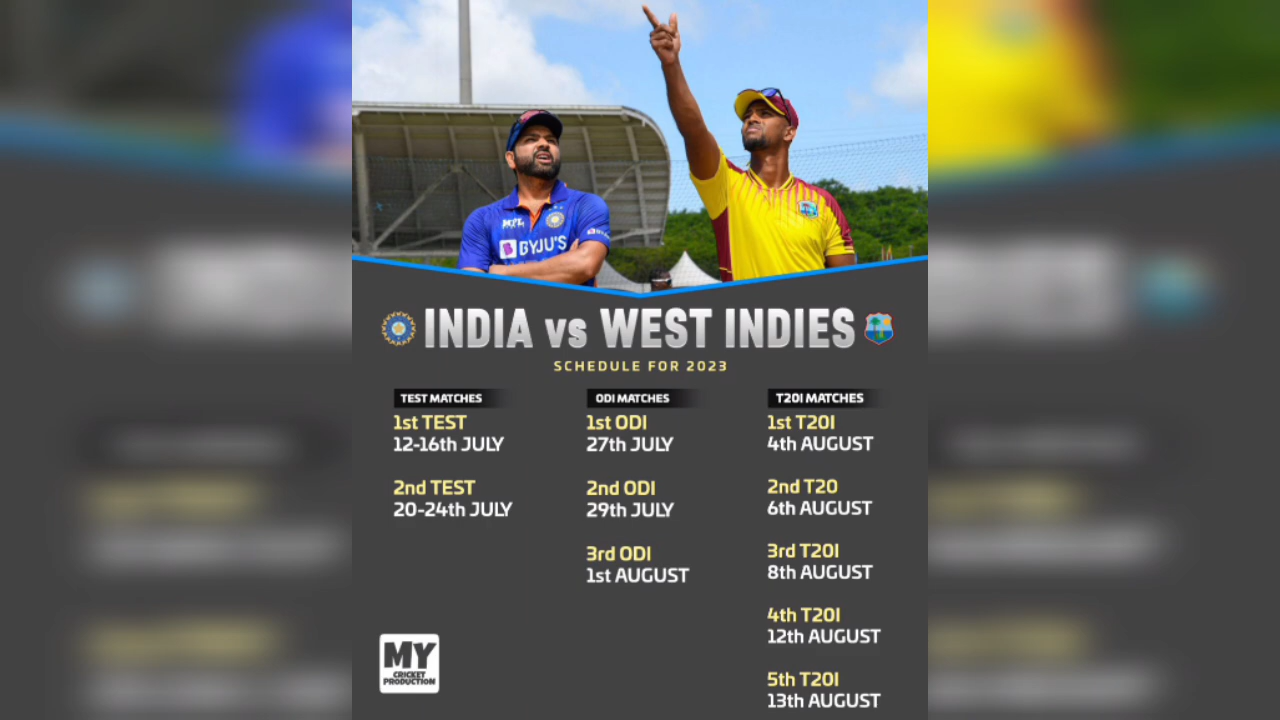 BYJU'S
INDIA vs WEST INDIES
SCHEDULE FOR 2023
TEST MATCHES
1st TEST
12-16th JULY
2nd TEST
20-24th JULY
ODI MATCHES
1st ODI
27th JULY
2nd ODI
29th JULY
3rd ODI
1st AUGUST
T20I MATCHES
1st T20I
4th AUGUST
2nd T20
6th AUGUST
3rd T20I
8th AUGUST
4th T20I
12th AUGUST
5th T20I
13th AUGUST
MY
CRICKET
PRODUCTION